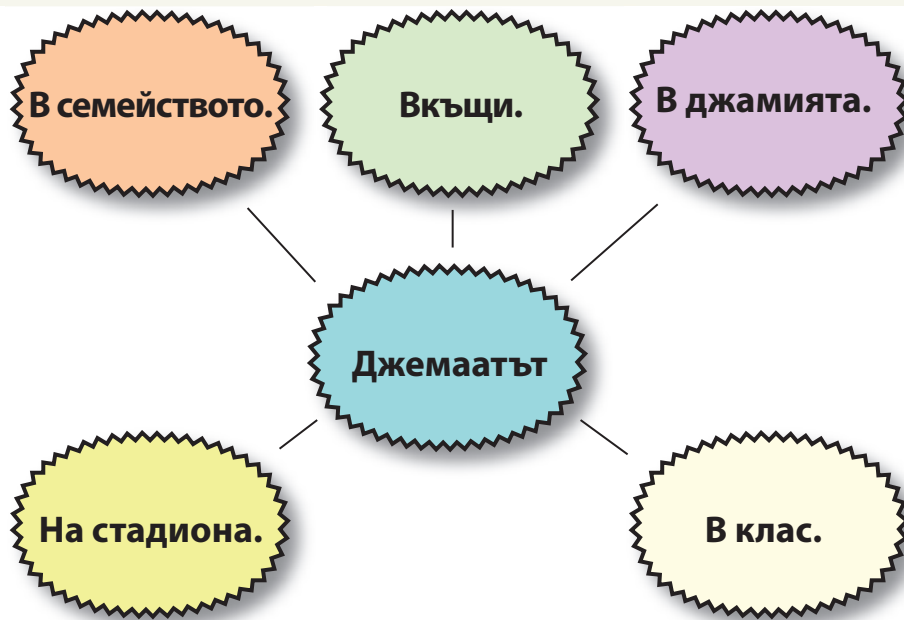 В семейството.
Вкъщи.
В джамията.
Джемаатът
На стадиона.
В клас.